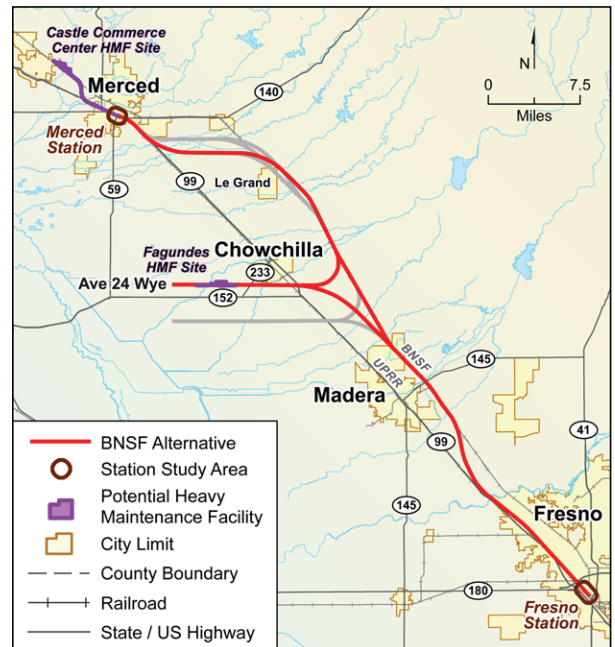 Castle Commerce
Center HMF Site
Merced
Merced
Station
140
N
0
7.5
Miles
59
99
Le Grand
Fagundes
HMF Site
Chowchilla
233
Ave 24 Wye
152
BNSF
UPRR
145
Madera
99
41
145
Fresno
180
Fresno
Station
BNSF Alternative
Station Study Area
Potential Heavy
Maintenance Facility
City Limit
County Boundary
Railroad
State / US Highway